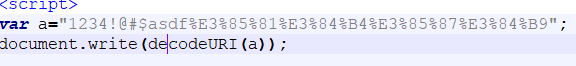 <script>
var a="1234!@#$asdf%E3%85%81%E3%84%B4%E3%85%87%E3%84%B9";
document.write(decodeURI(a));